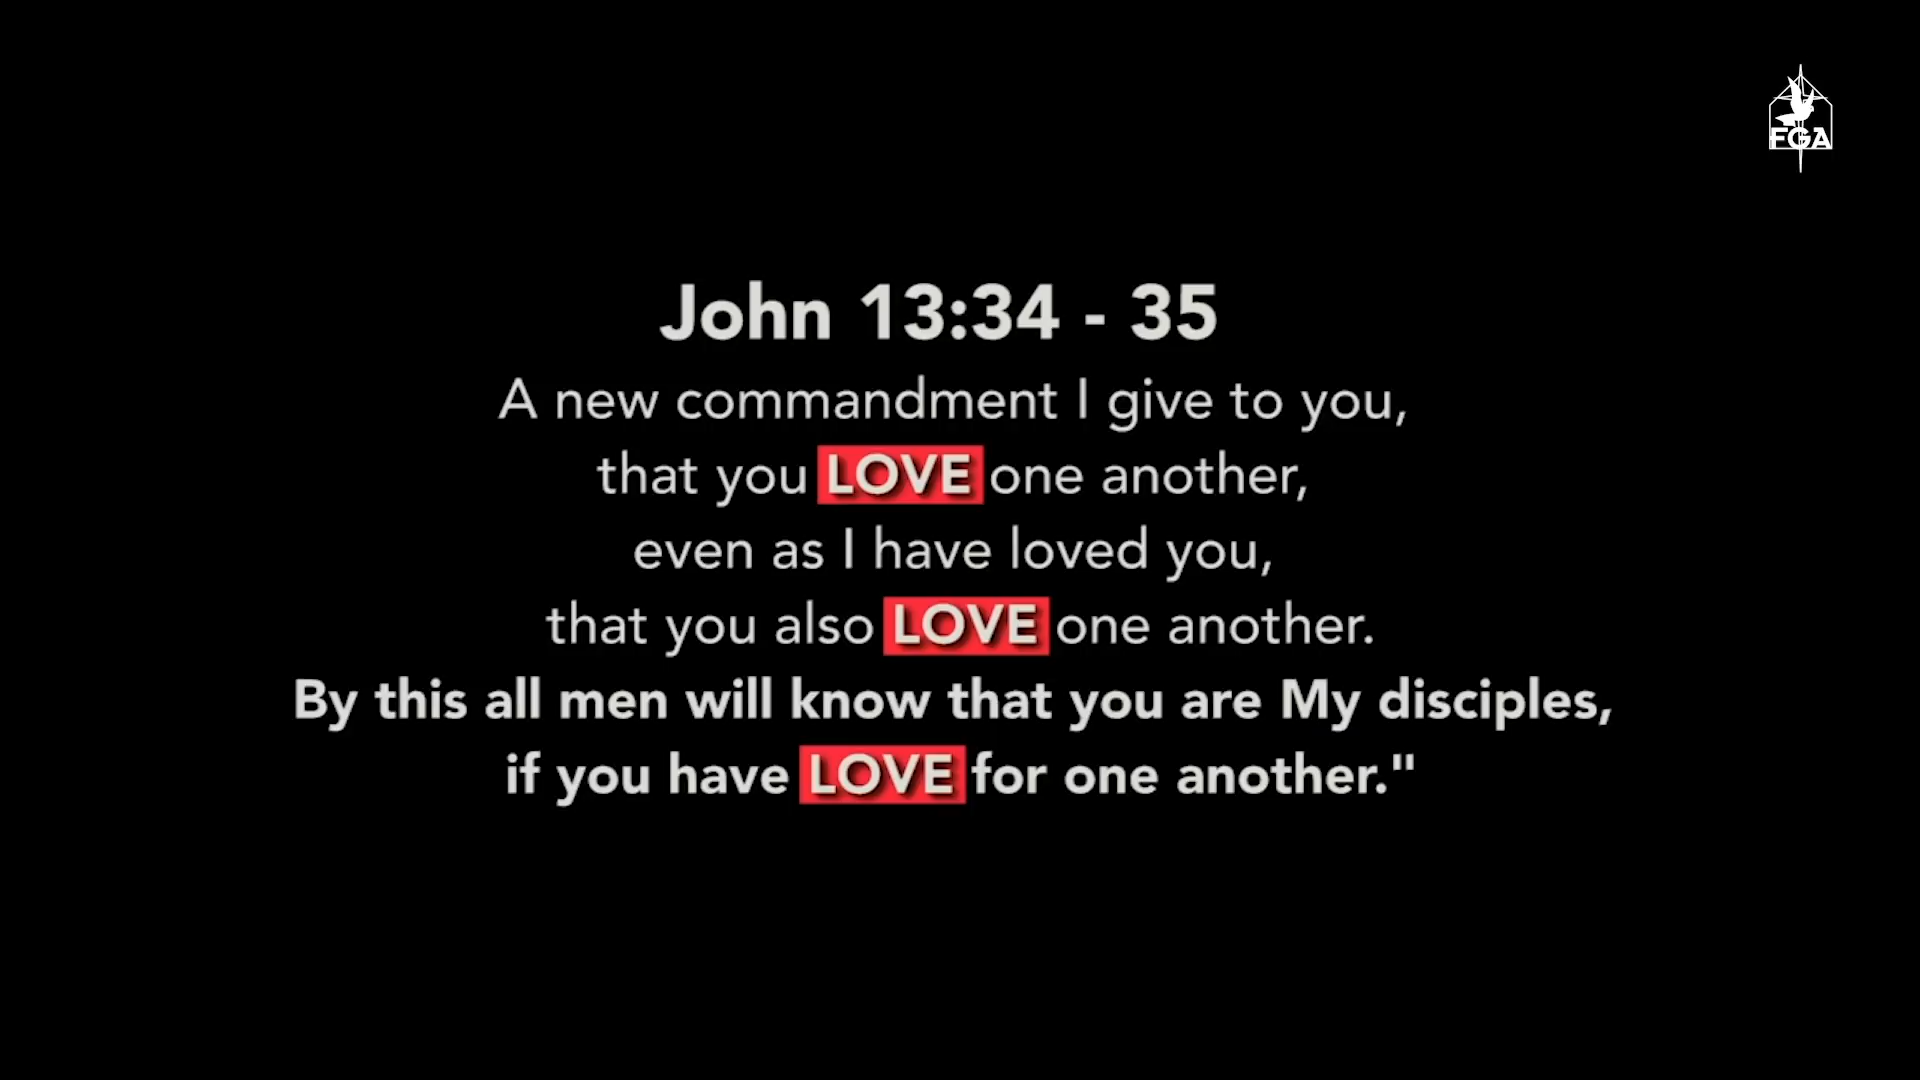 FGA
John 13:34 - 35
A new commandment I give to you,
that you LOVE one another,
even as I have loved you,
that you also LOVE one another.
By this all men will know that you are My disciples,
if you have LOVE for one another."